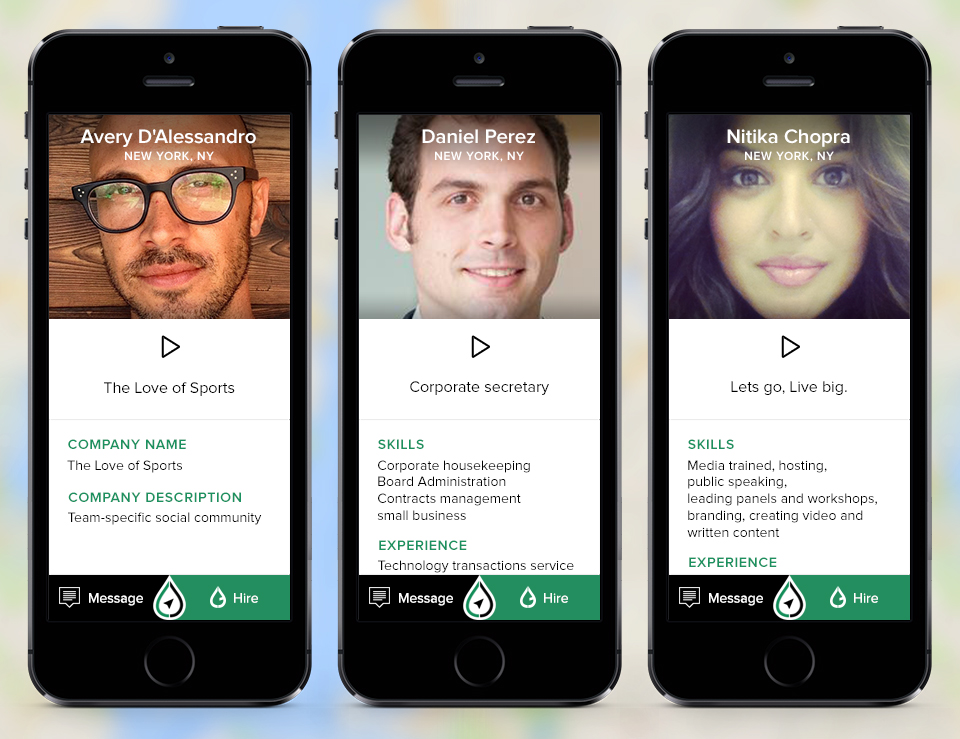 Avery D'Alessandro
NEW YORK, NY
The Love of Sports
COMPANY NAME
The Love of Sports
COMPANY DESCRIPTION
Team-specific social community
Message
Hire
Daniel Perez
NEW YORK, NY
Corporate secretary
SKILLS
Corporate housekeeping
Board Administration
Contracts management
small business
EXPERIENCE
Technology transactions service
Message
Hire
Nitika Chopra
NEW YORK, NY
Lets go, Live big.
SKILLS
Media trained, hosting,
public speaking,
leading panels and workshops,
branding, creating video and
written content
EXPERIENCE
Message
Hire